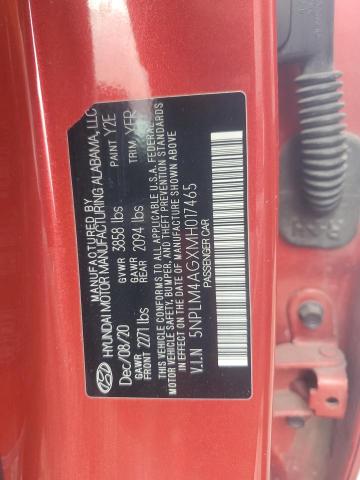 MANUFACTURED BY
HYUNDAI MOTOR MANUFACTURING ALABAMA, LLC
Dec/08/20 GVWR 3858 lbs PAINT Y2E
GAWR FRONT 2271 lbs GAWR REAR 2094 lbs TRIM XFR
THIS VEHICLE CONFORMS TO ALL APPLICABLE U.S.A. FEDERAL
MOTOR VEHICLE SAFETY, BUMPER, AND THEFT PREVENTION
STANDARDS IN EFFECT ON THE DATE OF MANUFACTURE
SHOWN ABOVE.
V.I.N 5NPLM4AGXMH017465
PASSENGER CAR